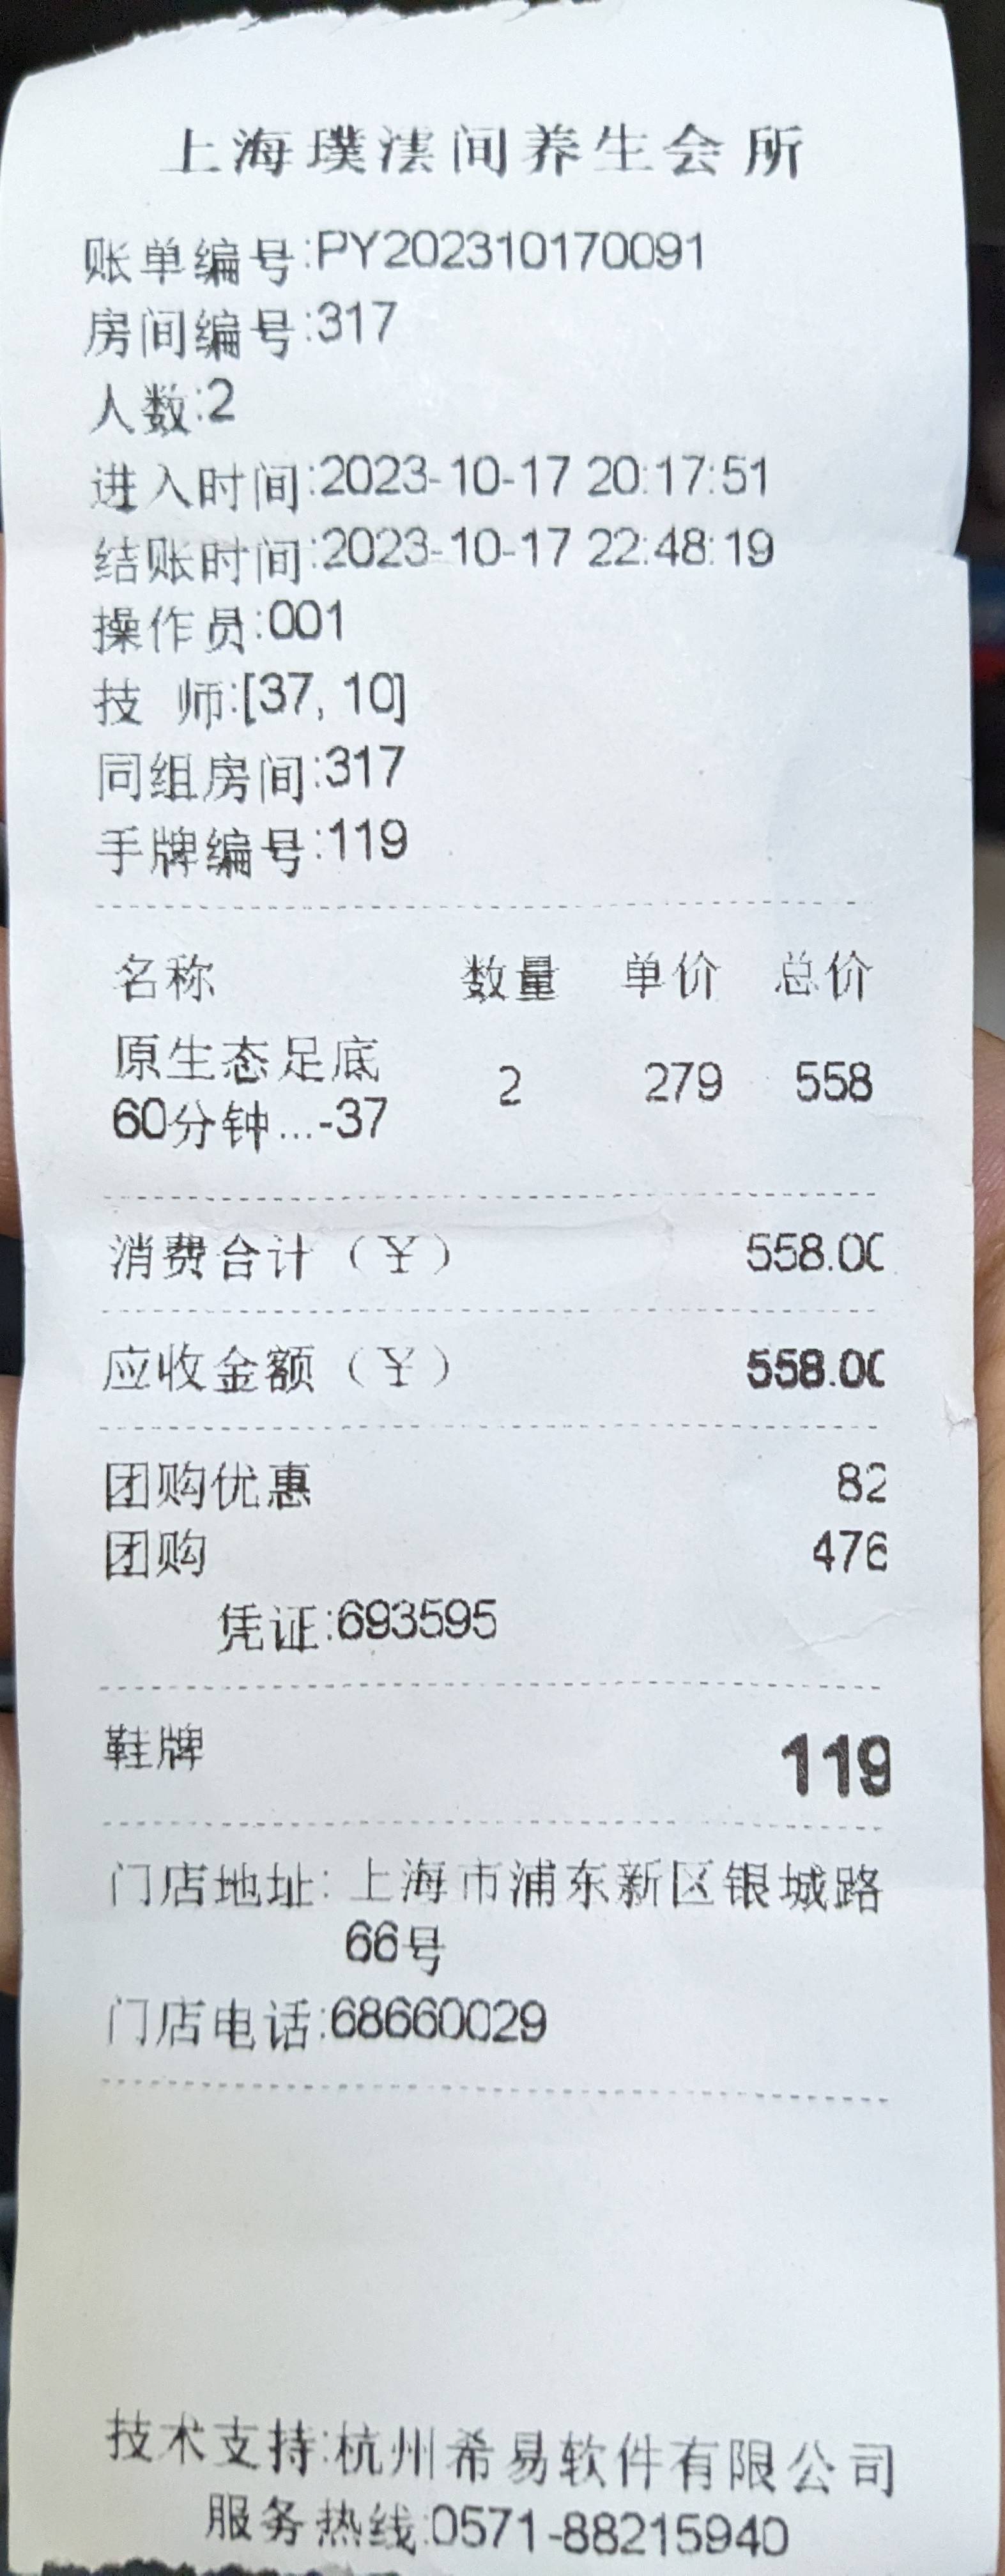 上海璞澐间养生会所
账单编号:PY202310170091
房间编号:317
人数:2
进入时间:2023-10-17 20:17:51
结账时间:2023-10-17 22:48:19
操作员:001
技 师:[37, 10]
同组房间:317
手牌编号:119
名称 数量 单价 总价
原生态足底
60分钟...-37 2 279 558
消费合计（￥） 558.00
应收金额（￥） 558.00
团购优惠 82
团购 476
凭证:693595
鞋牌 119
门店地址: 上海市浦东新区银城路
66号
门店电话:68660029
技术支持:杭州希易软件有限公司
服务热线:0571-88215940